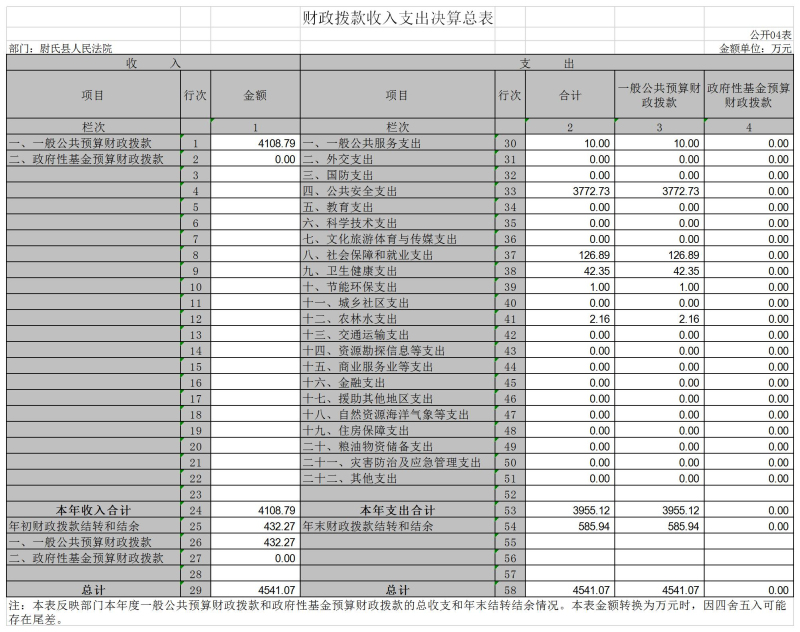 财政拨款收入支出决算总表
公开04表
部门：尉氏县人民法院 金额单位：万元
收 入 支 出
项目 行次 金额 项目 行次 合计 一般公共预算财政拨款 政府性基金预算财政拨款
栏次 1 栏次 2 3 4
一、一般公共预算财政拨款 1 4108.79 一、一般公共服务支出 30 10.00 10.00 0.00
二、政府性基金预算财政拨款 2 0.00 二、外交支出 31 0.00 0.00 0.00
3 三、国防支出 32 0.00 0.00 0.00
4 四、公共安全支出 33 3772.73 3772.73 0.00
5 五、教育支出 34 0.00 0.00 0.00
6 六、科学技术支出 35 0.00 0.00 0.00
7 七、文化旅游体育与传媒支出 36 0.00 0.00 0.00
8 八、社会保障和就业支出 37 126.89 126.89 0.00
9 九、卫生健康支出 38 42.35 42.35 0.00
10 十、节能环保支出 39 1.00 1.00 0.00
11 十一、城乡社区支出 40 0.00 0.00 0.00
12 十二、农林水支出 41 2.16 2.16 0.00
13 十三、交通运输支出 42 0.00 0.00 0.00
14 十四、资源勘探信息等支出 43 0.00 0.00 0.00
15 十五、商业服务业等支出 44 0.00 0.00 0.00
16 十六、金融支出 45 0.00 0.00 0.00
17 十七、援助其他地区支出 46 0.00 0.00 0.00
18 十八、自然资源海洋气象等支出 47 0.00 0.00 0.00
19 十九、住房保障支出 48 0.00 0.00 0.00
20 二十、粮油物资储备支出 49 0.00 0.00 0.00
21 二十一、灾害防治及应急管理支出 50 0.00 0.00 0.00
22 二十二、其他支出 51 0.00 0.00 0.00
23 52
本年收入合计 24 4108.79 本年支出合计 53 3955.12 3955.12 0.00
年初财政拨款结转和结余 25 432.27 年末财政拨款结转和结余 54 585.94 585.94 0.00
一、一般公共预算财政拨款 26 432.27 55
二、政府性基金预算财政拨款 27 0.00 56
28 57
总计 29 4541.07 总计 58 4541.07 4541.07 0.00
注：本表反映部门本年度一般公共预算财政拨款和政府性基金预算财政拨款的总收支和年末结转结余情况。本表金额转换为万元时，因四舍五入可能
存在尾差。